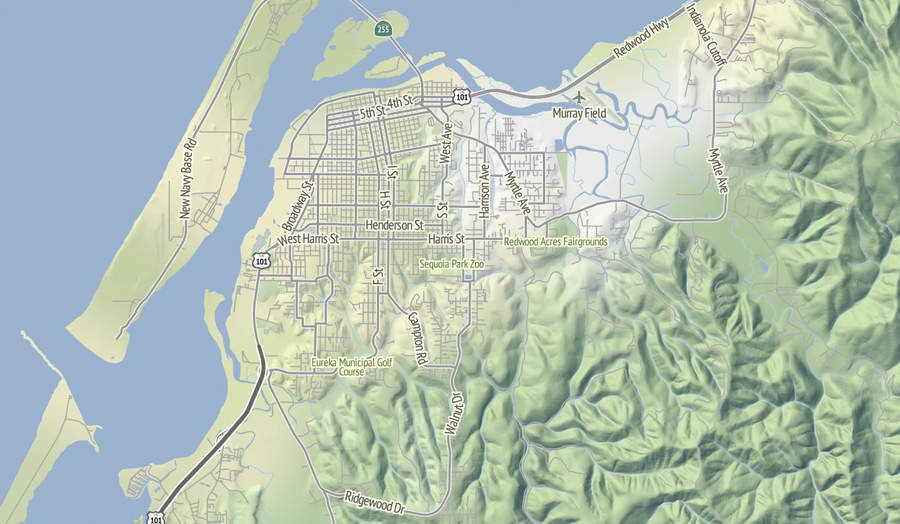 255
Indianola Cutoff
Redwood Hwy
101
5th St
4th St
Murray Field
West Ave
New Navy Base Rd
Myrtle Ave
Harrison Ave
Myrtle Ave
I St
H St
S St
Broadway St
Henderson St
West Harris St
Harris St
Redwood Acres Fairgrounds
101
Sequoia Park Zoo
F St
Campton Rd
Eureka Municipal Golf
Course
Walnut Dr
Ridgewood Dr
101